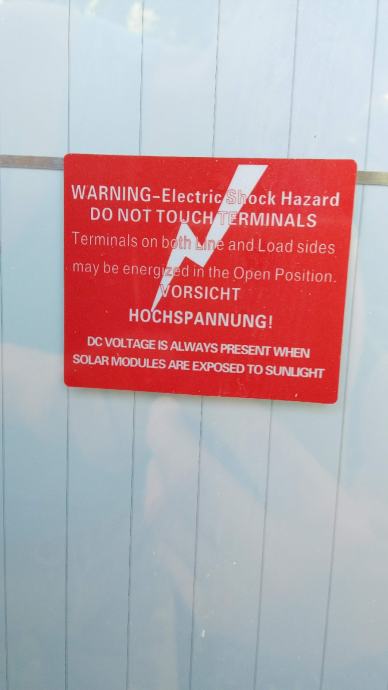 WARNING-Electric Shock Hazard
DO NOT TOUCH TERMINALS
Terminals on both Line and Load sides
may be energized in the Open Position.
VORSICHT
HOCHSPANNUNG!
DC VOLTAGE IS ALWAYS PRESENT WHEN
SOLAR MODULES ARE EXPOSED TO SUNLIGHT